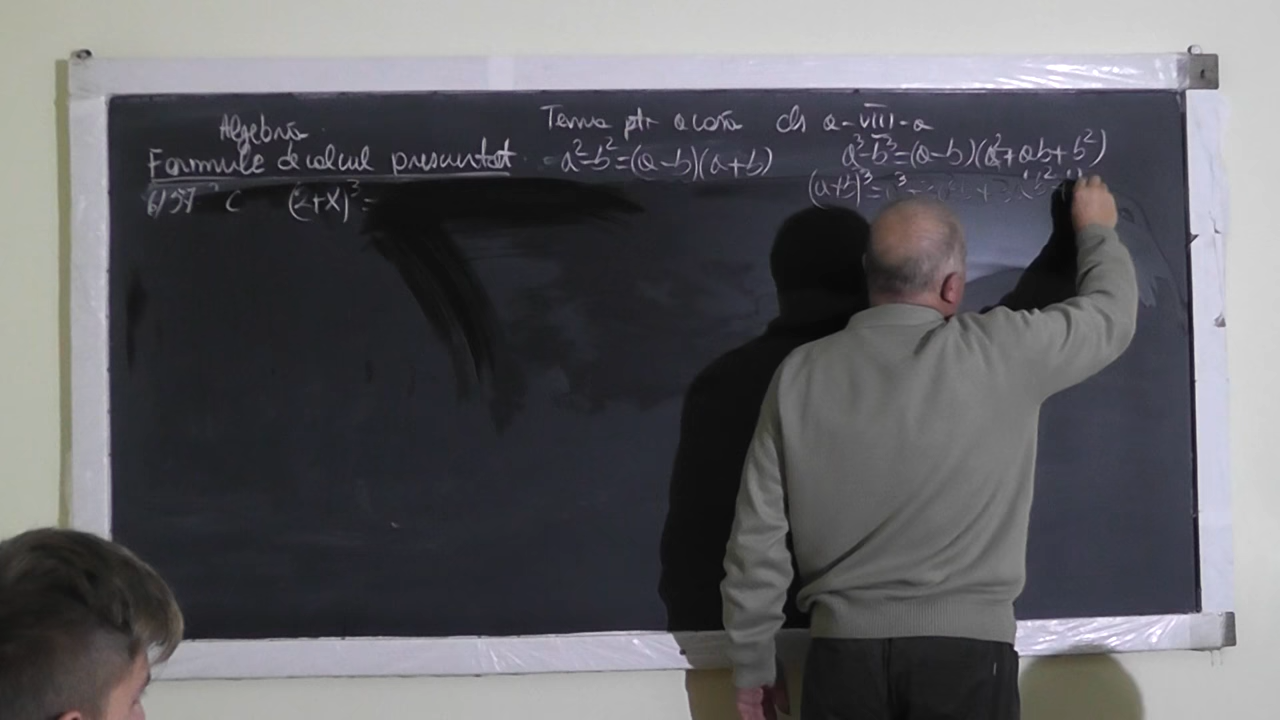 Algebra
Tema ptr acasa cls a-VIII-a
Formule de calcul prescurtat
a²-b²=(a-b)(a+b)
a³-b³=(a-b)(a²+ab+b²)
6/57 c (2+x)³=
(a+b)³=